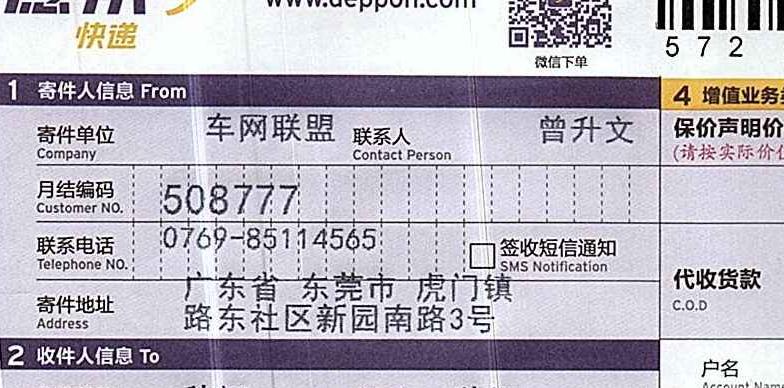 www.deppon.com
快递
微信下单
572
1 寄件人信息 From
4 增值业务
寄件单位 车网联盟 联系人 曾升文
Company Contact Person
保价声明价
(请按实际价
月结编码 508777
Customer NO.
联系电话 0769-85114565 签收短信通知
Telephone NO. SMS Notification
代收货款
C.O.D
寄件地址 广东省 东莞市 虎门镇
Address 路东社区新园南路3号
2 收件人信息 To
户名
Account Name